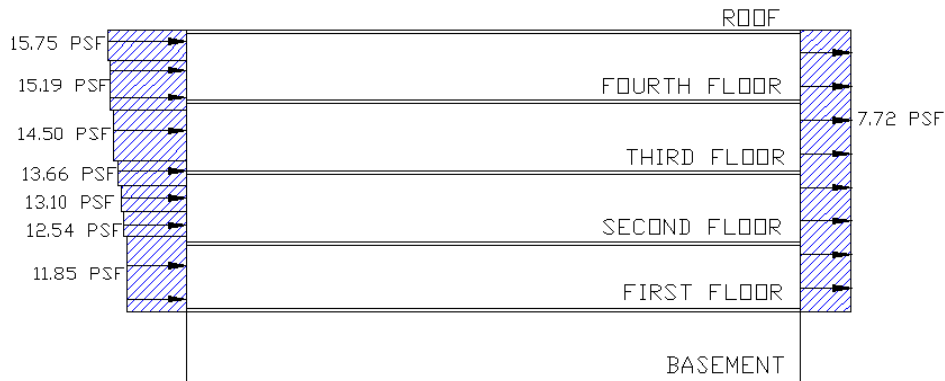 ROOF
15.75 PSF
15.19 PSF
FOURTH FLOOR
7.72 PSF
14.50 PSF
THIRD FLOOR
13.66 PSF
13.10 PSF
12.54 PSF
SECOND FLOOR
11.85 PSF
FIRST FLOOR
BASEMENT